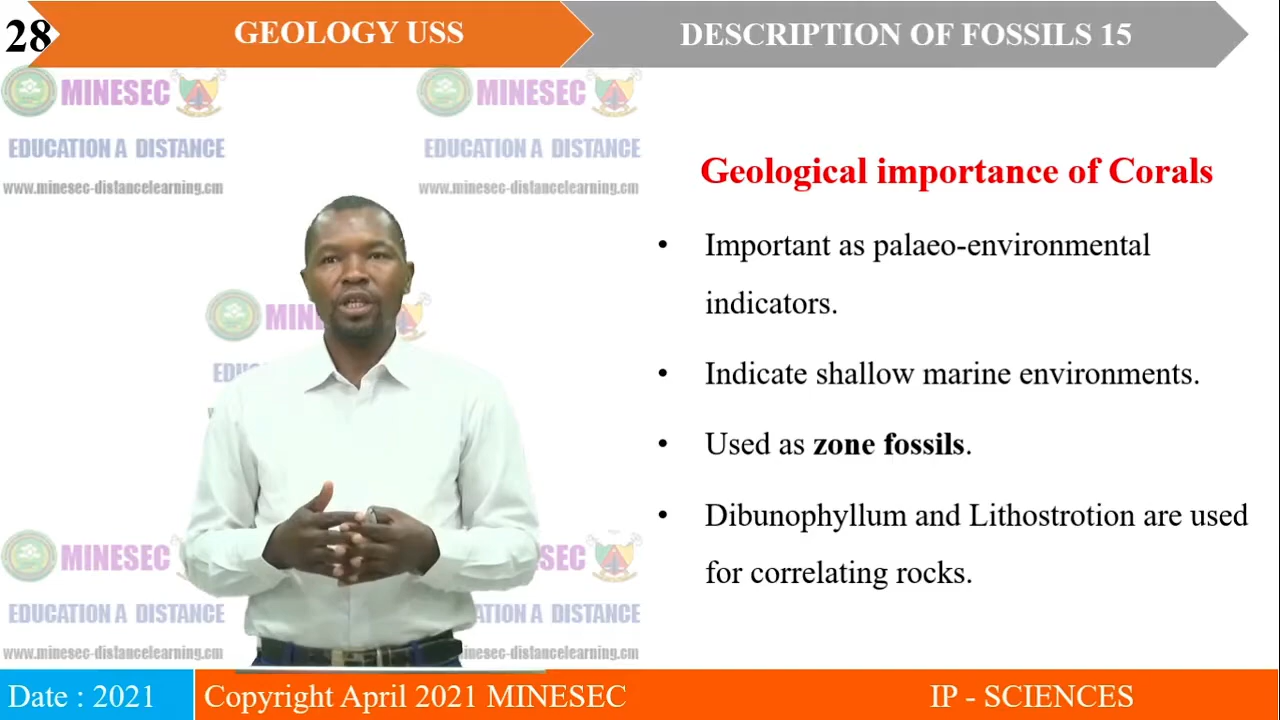 28
GEOLOGY USS
DESCRIPTION OF FOSSILS 15
MINESEC
MINESEC
EDUCATION A DISTANCE
EDUCATION A DISTANCE
www.minesec-distancelearning.cm
www.minesec-distancelearning.cm
Geological importance of Corals
• Important as palaeo-environmental
indicators.
• Indicate shallow marine environments.
• Used as zone fossils.
• Dibunophyllum and Lithostrotion are used
for correlating rocks.
MINESEC
EDUCATION A DISTANCE
www.minesec-distancelearning.cm
Date : 2021
Copyright April 2021 MINESEC
IP - SCIENCES